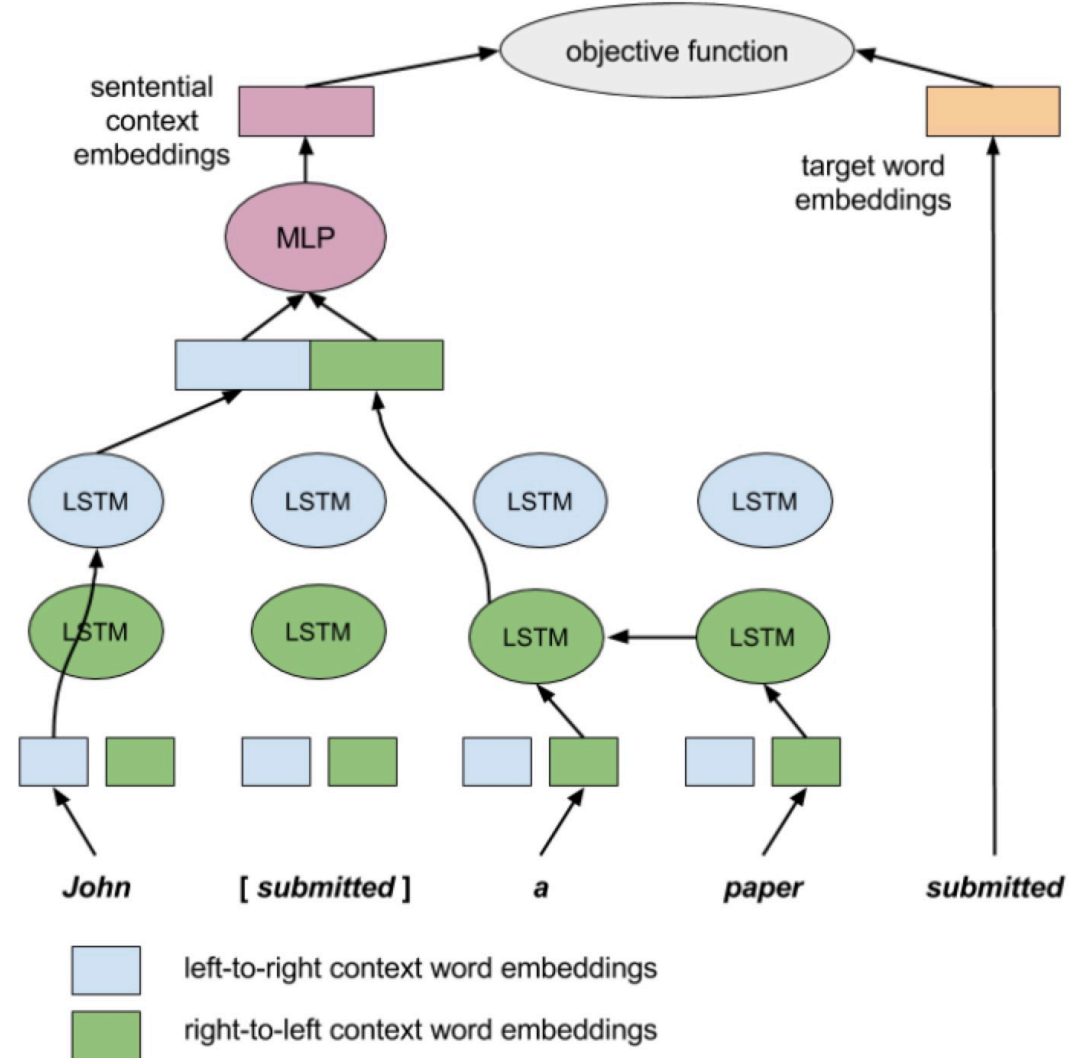 objective function
sentential
context
embeddings
target word
embeddings
MLP
LSTM LSTM LSTM LSTM
LSTM LSTM LSTM LSTM
John [ submitted ] a paper submitted
left-to-right context word embeddings
right-to-left context word embeddings